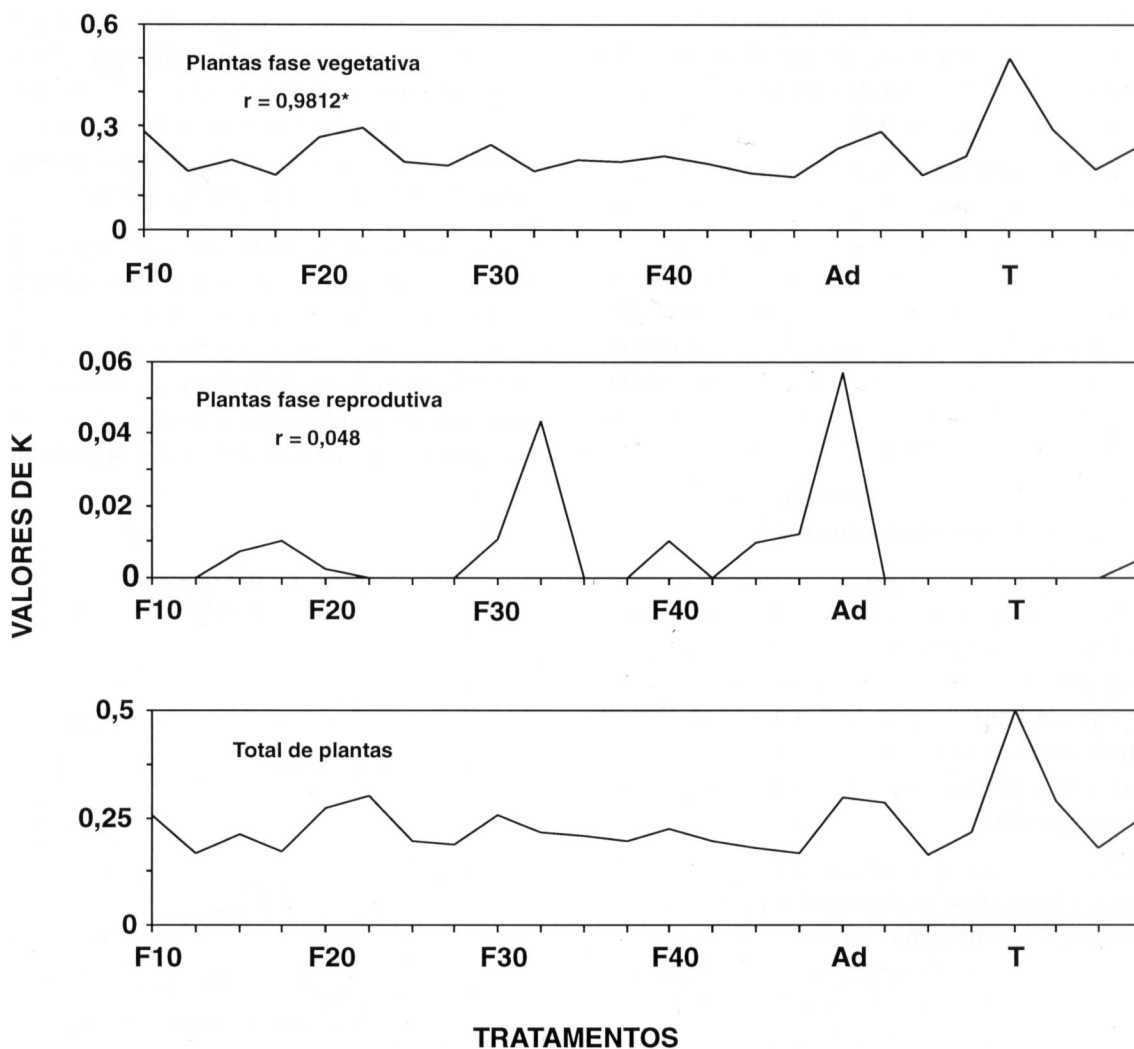 0,6
Plantas fase vegetativa
r = 0,9812*
0,3
0
F10 F20 F30 F40 Ad T
0,06
Plantas fase reprodutiva
r = 0,048
0,04
0,02
0
F10 F20 F30 F40 Ad T
VALORES DE K
0,5
Total de plantas
0,25
0
F10 F20 F30 F40 Ad T
TRATAMENTOS